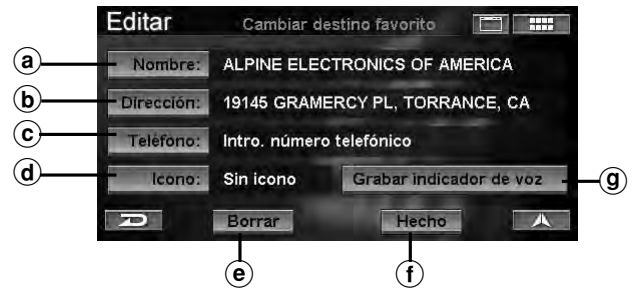 Editar Cambiar destino favorito
a Nombre: ALPINE ELECTRONICS OF AMERICA
b Dirección: 19145 GRAMERCY PL, TORRANCE, CA
c Teléfono: Intro. número telefónico
d Icono: Sin icono Grabar indicador de voz g
Borrar Hecho
e f